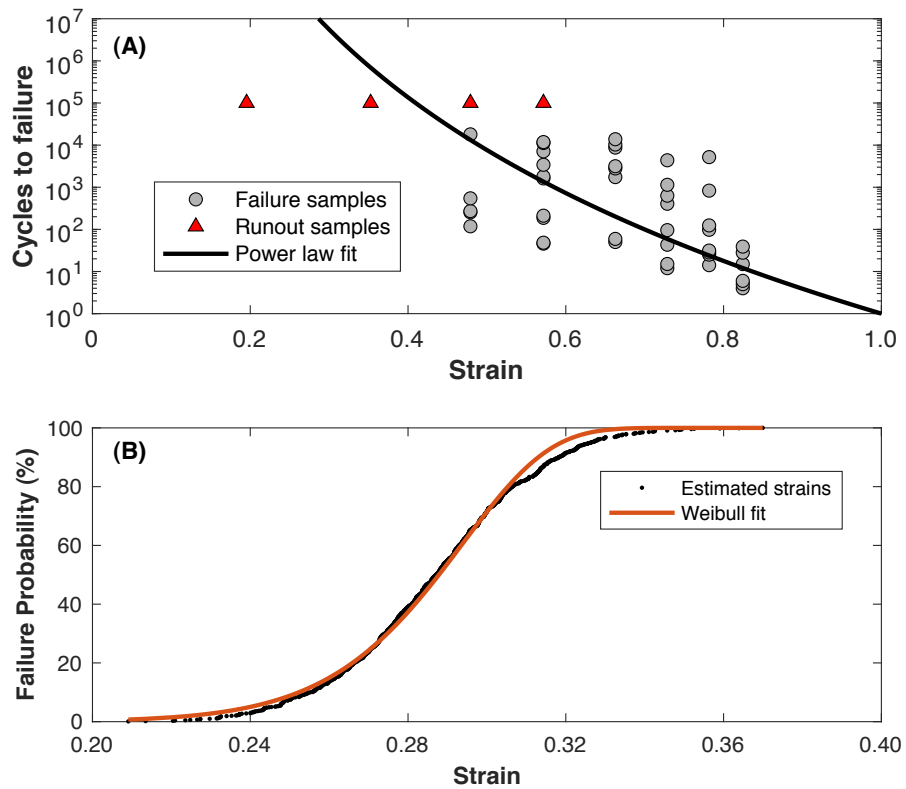 (A)
Cycles to failure
10^7
10^6
10^5
10^4
10^3
10^2
10^1
10^0
Failure samples
Runout samples
Power law fit
0 0.2 0.4 0.6 0.8 1.0
Strain
(B)
Failure Probability (%)
100
80
60
40
20
0
Estimated strains
Weibull fit
0.20 0.24 0.28 0.32 0.36 0.40
Strain